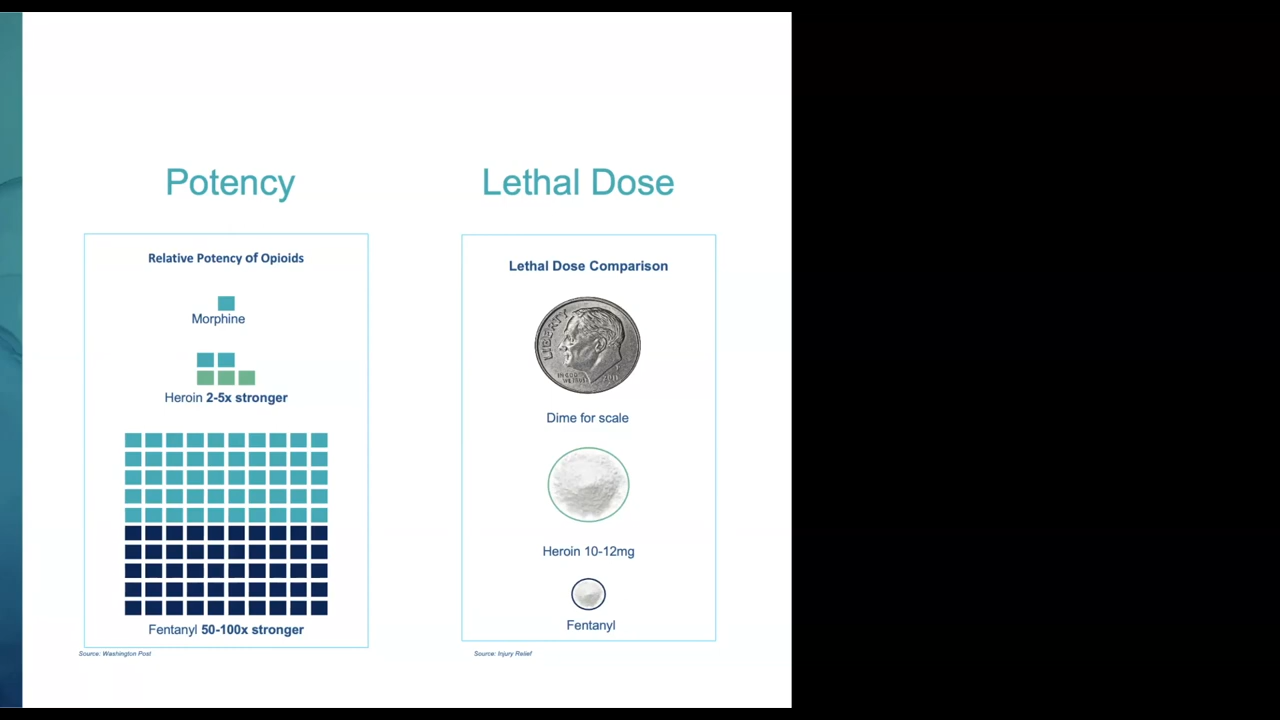 Potency
Relative Potency of Opioids
Morphine
Heroin 2-5x stronger
Fentanyl 50-100x stronger
Source: Washington Post
Lethal Dose
Lethal Dose Comparison
LIBERTY
IN GOD
WE TRUST
Dime for scale
Heroin 10-12mg
Fentanyl
Source: Injury Relief